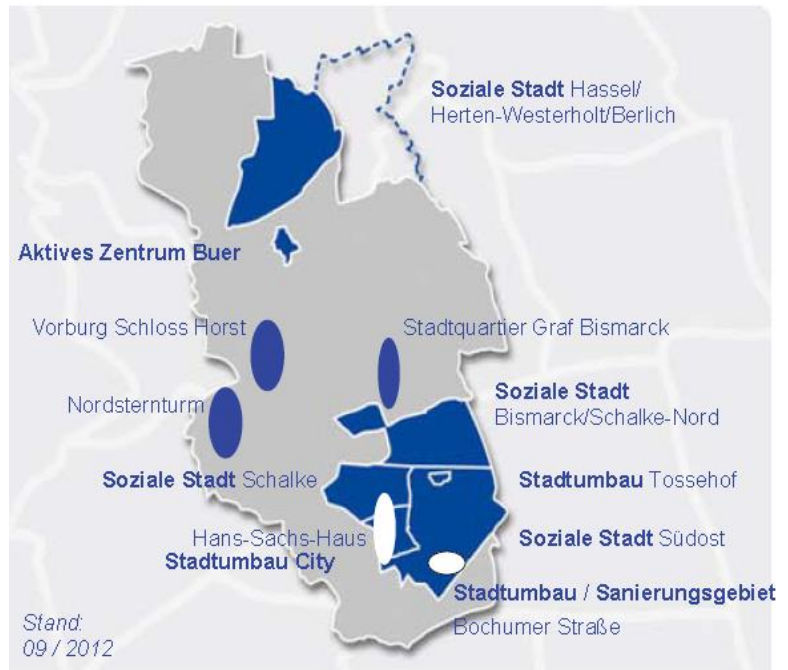 Soziale Stadt Hassel/
Herten-Westerholt/Berlich
Aktives Zentrum Buer
Vorburg Schloss Horst
Stadtquartier Graf Bismarck
Nordsternturm
Soziale Stadt
Bismarck/Schalke-Nord
Soziale Stadt Schalke
Stadtumbau Tossehof
Hans-Sachs-Haus
Stadtumbau City
Soziale Stadt Südost
Stadtumbau / Sanierungsgebiet
Bochumer Straße
Stand:
09 / 2012